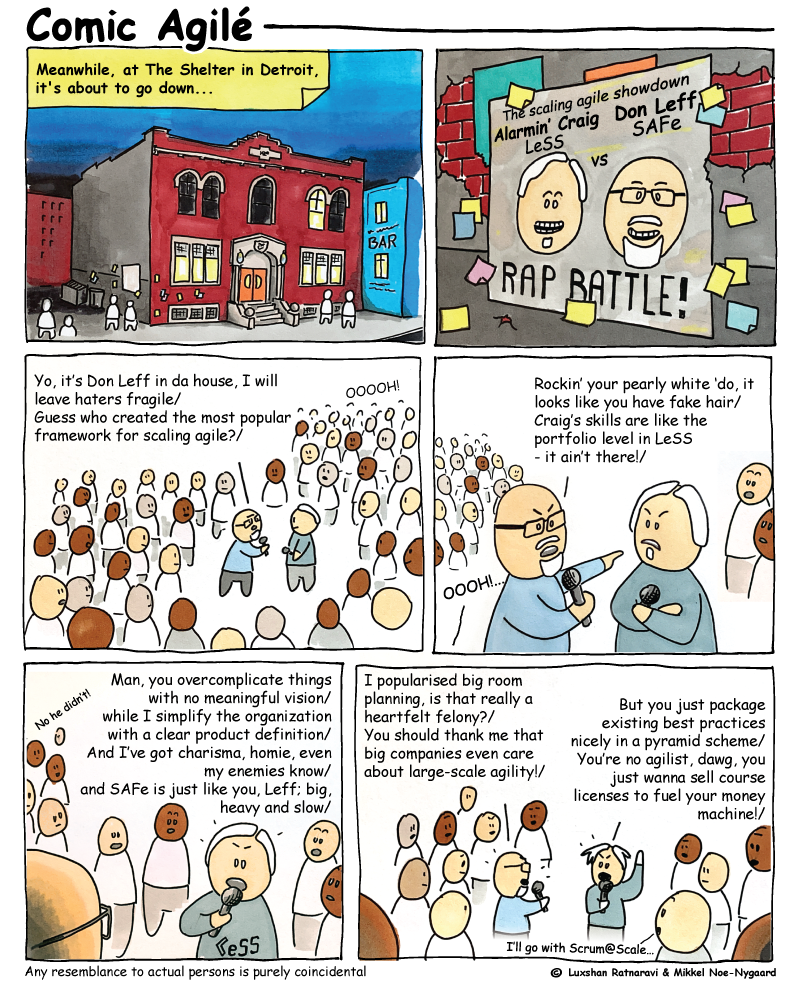 Comic Agilé
Meanwhile, at The Shelter in Detroit,
it's about to go down...
BAR
The scaling agile showdown
Alarmin' Craig
LeSS
vs
Don Leff
SAFe
RAP BATTLE!
Yo, it's Don Leff in da house, I will
leave haters fragile/
Guess who created the most popular
framework for scaling agile?/
OOOOH!
Rockin' your pearly white 'do, it
looks like you have fake hair/
Craig's skills are like the
portfolio level in LeSS
- it ain't there!/
OOOH!...
Man, you overcomplicate things
with no meaningful vision/
while I simplify the organization
with a clear product definition/
And I've got charisma, homie, even
my enemies know/
and SAFe is just like you, Leff; big,
heavy and slow/
No he didn't!
LeSS
I popularised big room
planning, is that really a
heartfelt felony?/
You should thank me that
big companies even care
about large-scale agility!/
But you just package
existing best practices
nicely in a pyramid scheme/
You're no agilist, dawg, you
just wanna sell course
licenses to fuel your money
machine!/
I'll go with Scrum@Scale...
Any resemblance to actual persons is purely coincidental
© Luxshan Ratnaravi & Mikkel Noe-Nygaard